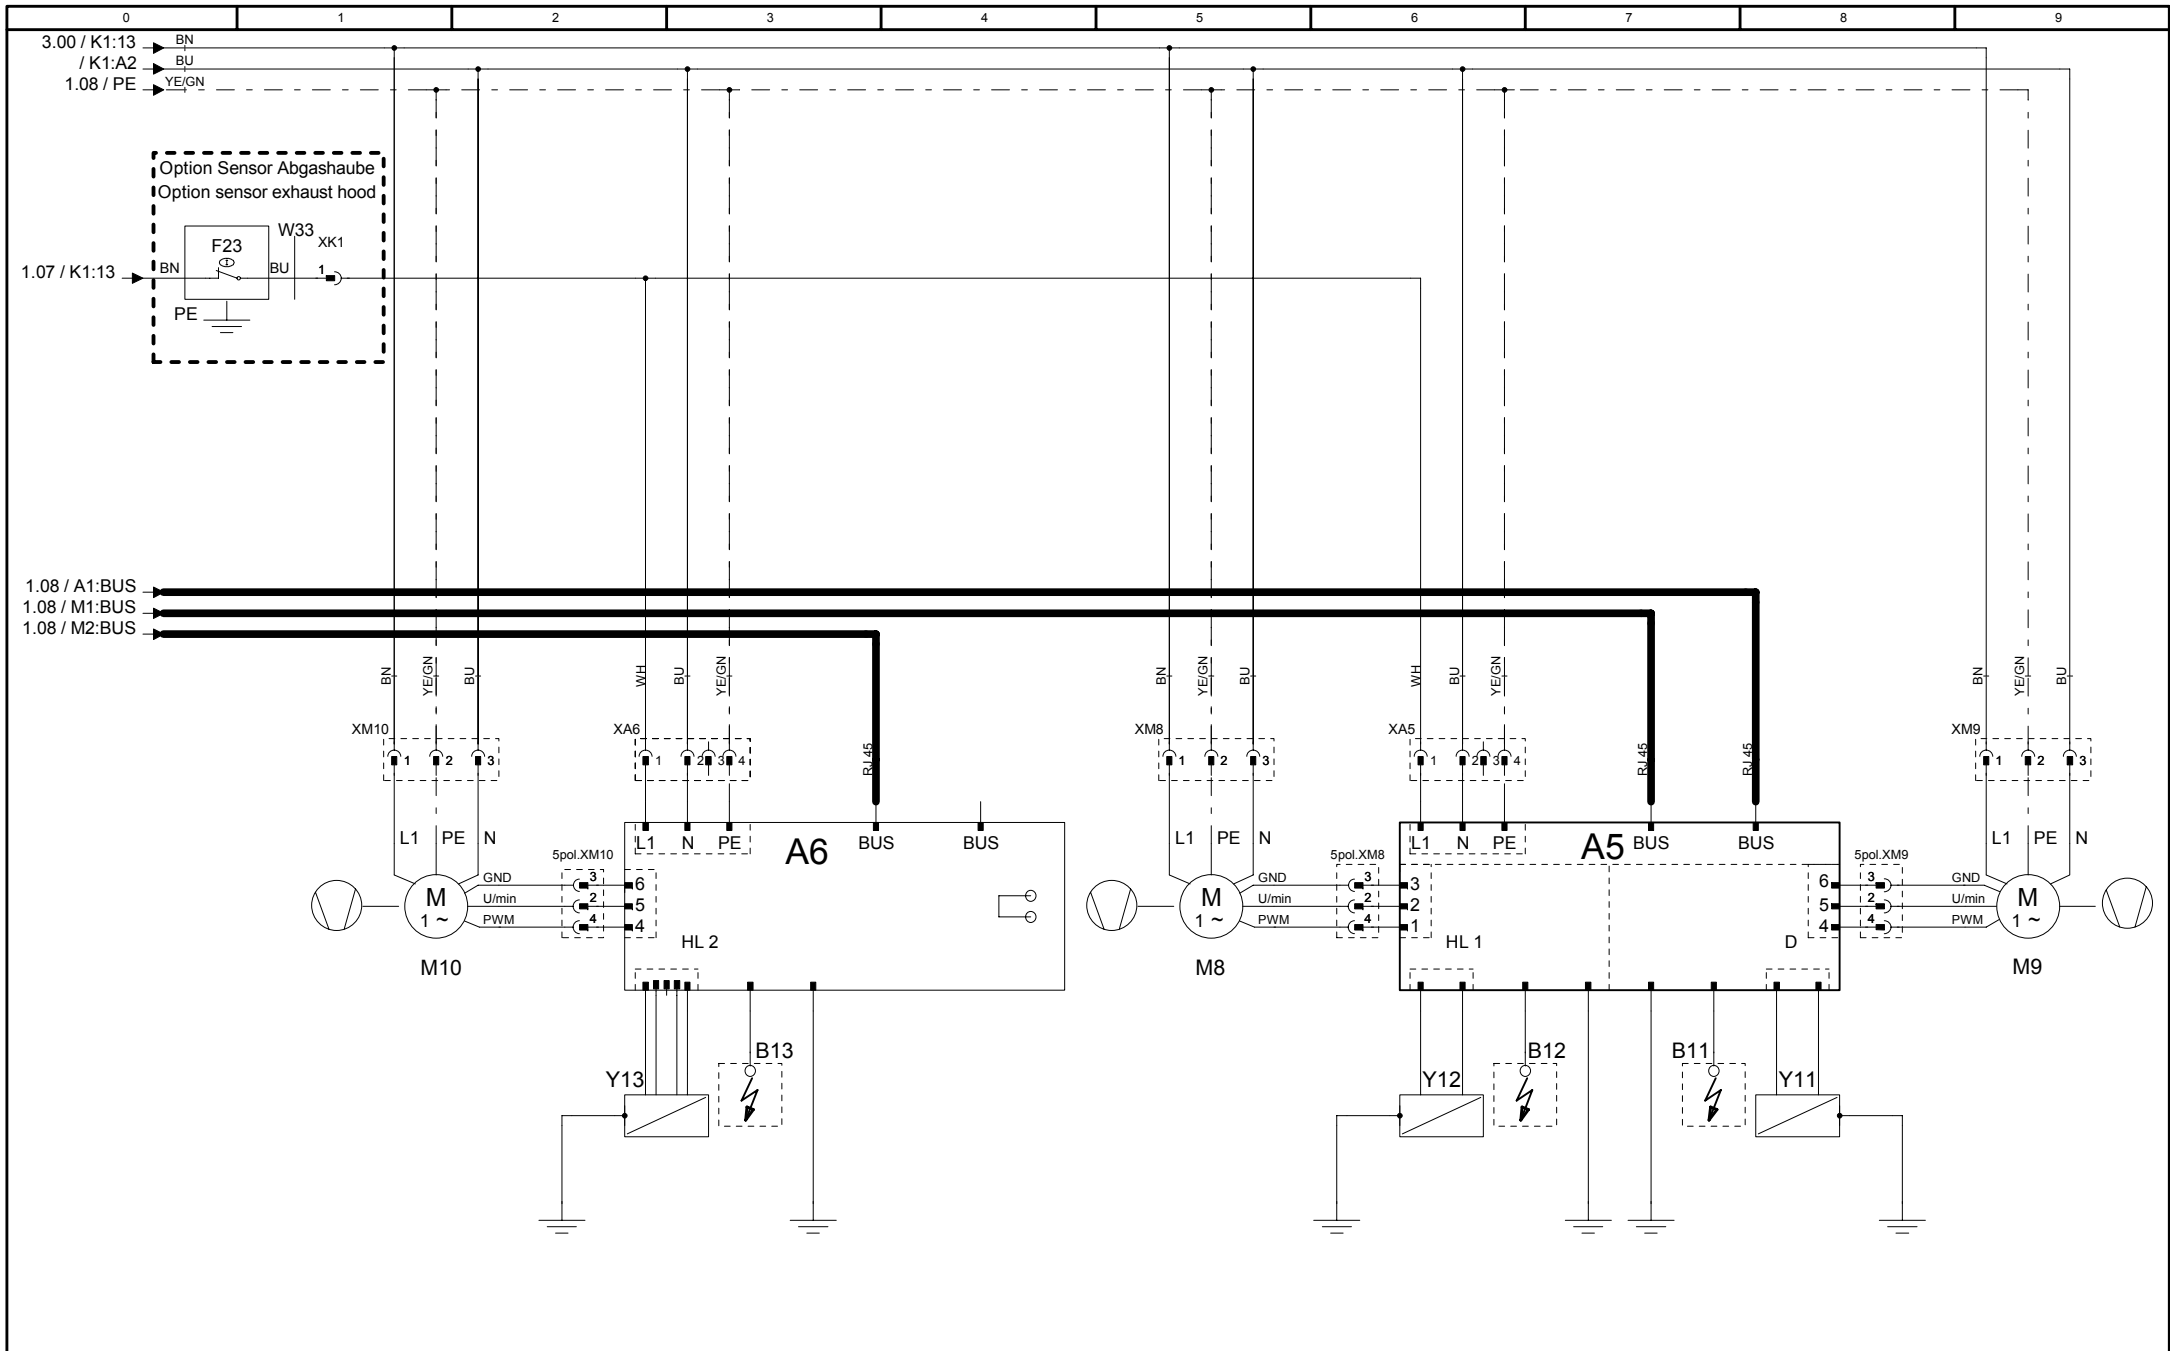 0 1 2 3 4 5 6 7 8 9
3.00 / K1:13 BN
/ K1:A2 BU
1.08 / PE YE/GN
Option Sensor Abgashaube
Option sensor exhaust hood
F23 W33 XK1
1.07 / K1:13 BN BU 1
PE
1.08 / A1:BUS
1.08 / M1:BUS
1.08 / M2:BUS
BN YE/GN BU WH BU YE/GN BN YE/GN BU WH BU YE/GN BN YE/GN BU
XM10 XA6 XM8 XA5 XM9
RJ 45 RJ 45 RJ 45
1 2 3 1 2 3 4 1 2 3 1 2 3 4 1 2 3
L1 PE N L1 N PE A6 BUS BUS L1 PE N L1 N PE A5 BUS BUS L1 PE N
5pol.XM10 5pol.XM8 5pol.XM9
GND 3 6 GND 3 3 6 3 GND
M 1 ~ U/min 2 5 M 1 ~ U/min 2 2 5 2 U/min M 1 ~
PWM 4 4 PWM 4 1 4 4 PWM
HL 2 HL 1 D
M10 M8 M9
B13 B12 B11
Y13 Y12 Y11